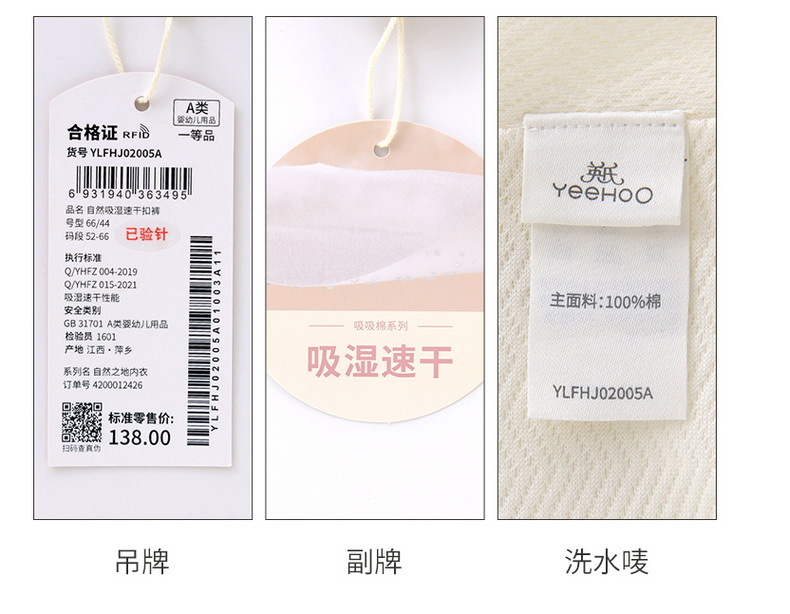 A类
婴幼儿用品
合格证 RFID
一等品
货号 YLFHJ02005A
6 931940 363495
品名 自然吸湿速干扣裤
号型 66/44
码段 52-66
已验针
执行标准
Q/YHFZ 004-2019
Q/YHFZ 015-2021
吸湿速干性能
安全类别
GB 31701 A类婴幼儿用品
检验员 1601
产地 江西·萍乡
系列名 自然之地内衣
订单号 4200012426
标准零售价:
138.00
扫码查真伪
YLFHJ02005A01003A11
吸吸棉系列
吸湿速干
英氏
YeeHoO
主面料:100%棉
YLFHJ02005A
吊牌
副牌
洗水唛